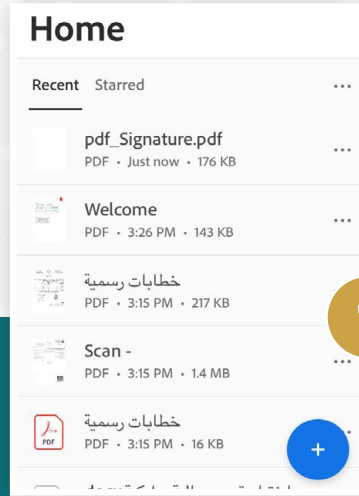 Home
Recent Starred
pdf_Signature.pdf
PDF • Just now • 176 KB
Welcome
PDF • 3:26 PM • 143 KB
خطابات رسمية
PDF • 3:15 PM • 217 KB
Scan -
PDF • 3:15 PM • 1.4 MB
خطابات رسمية
PDF • 3:15 PM • 16 KB
PDF